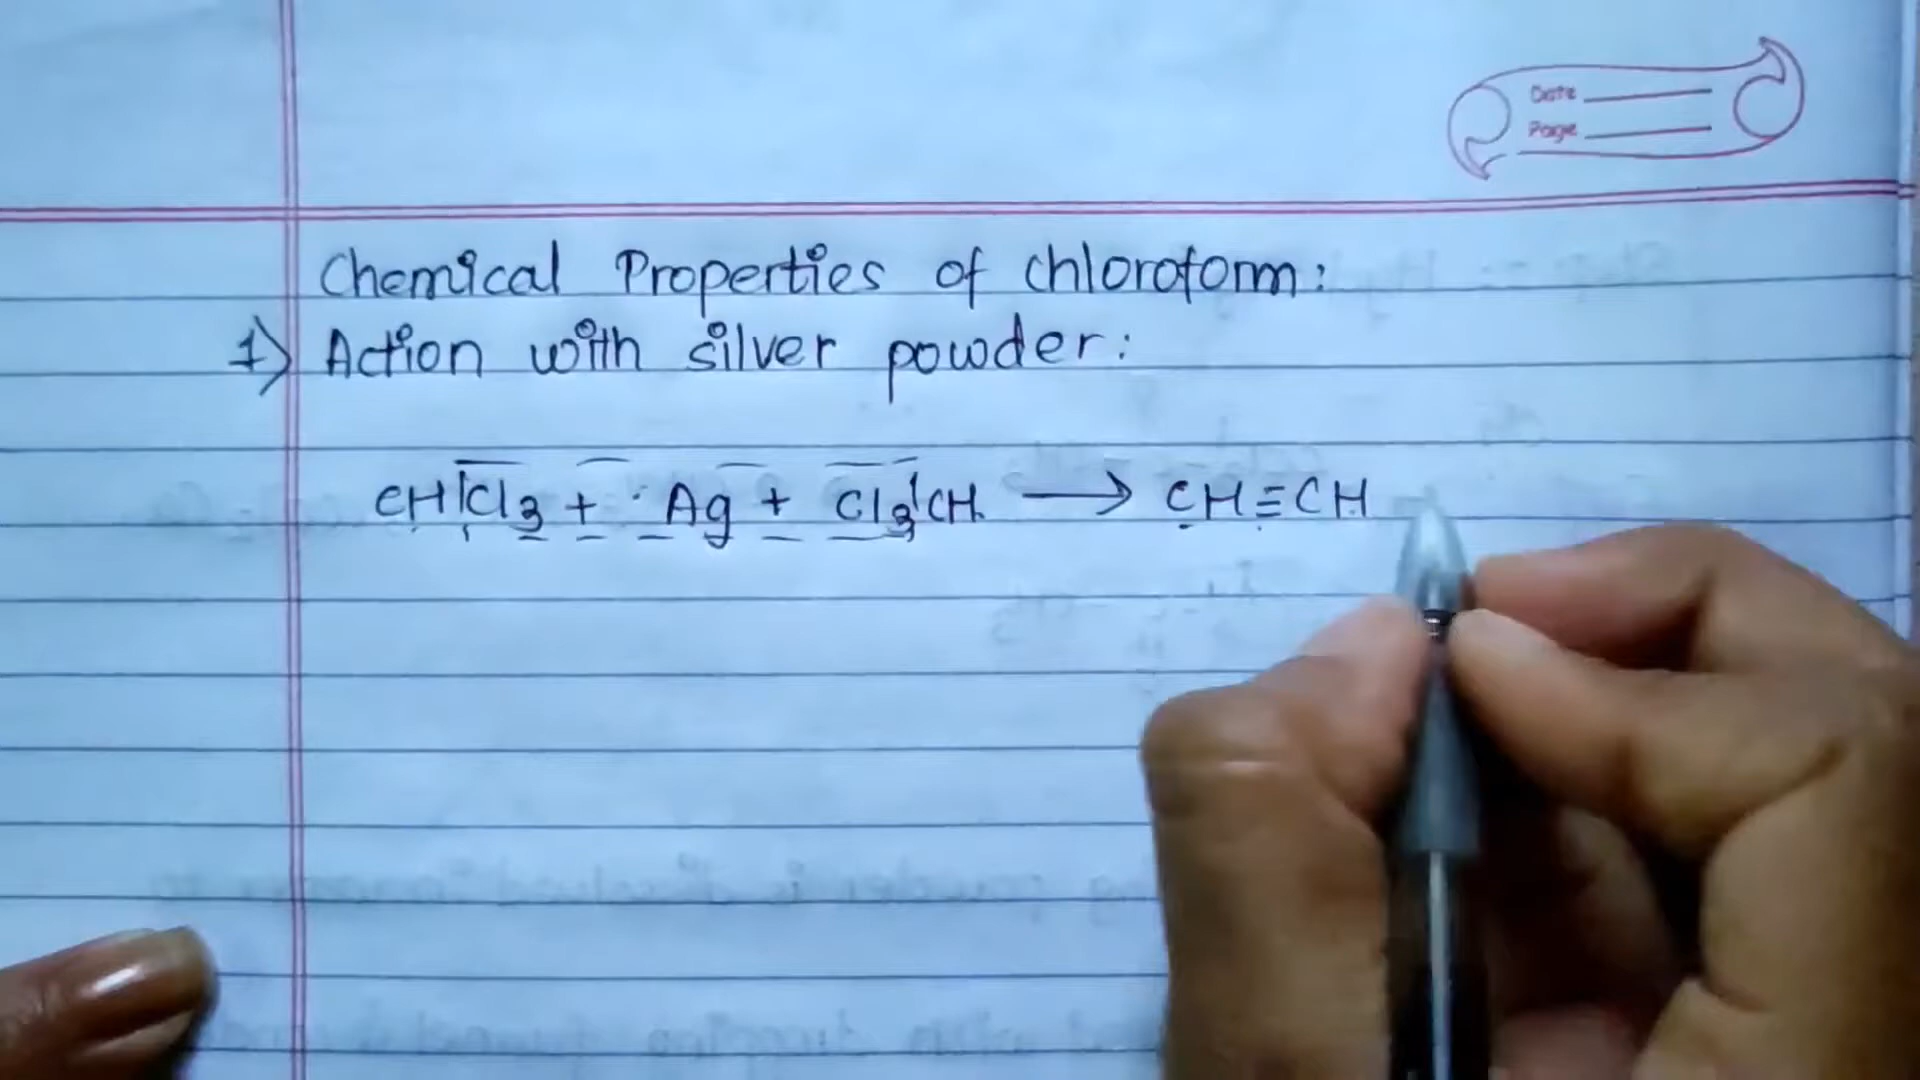 Date
Page
Chemical Properties of chloroform:
1) Action with silver powder:
CHCl3 + Ag + Cl3CH → CH≡CH